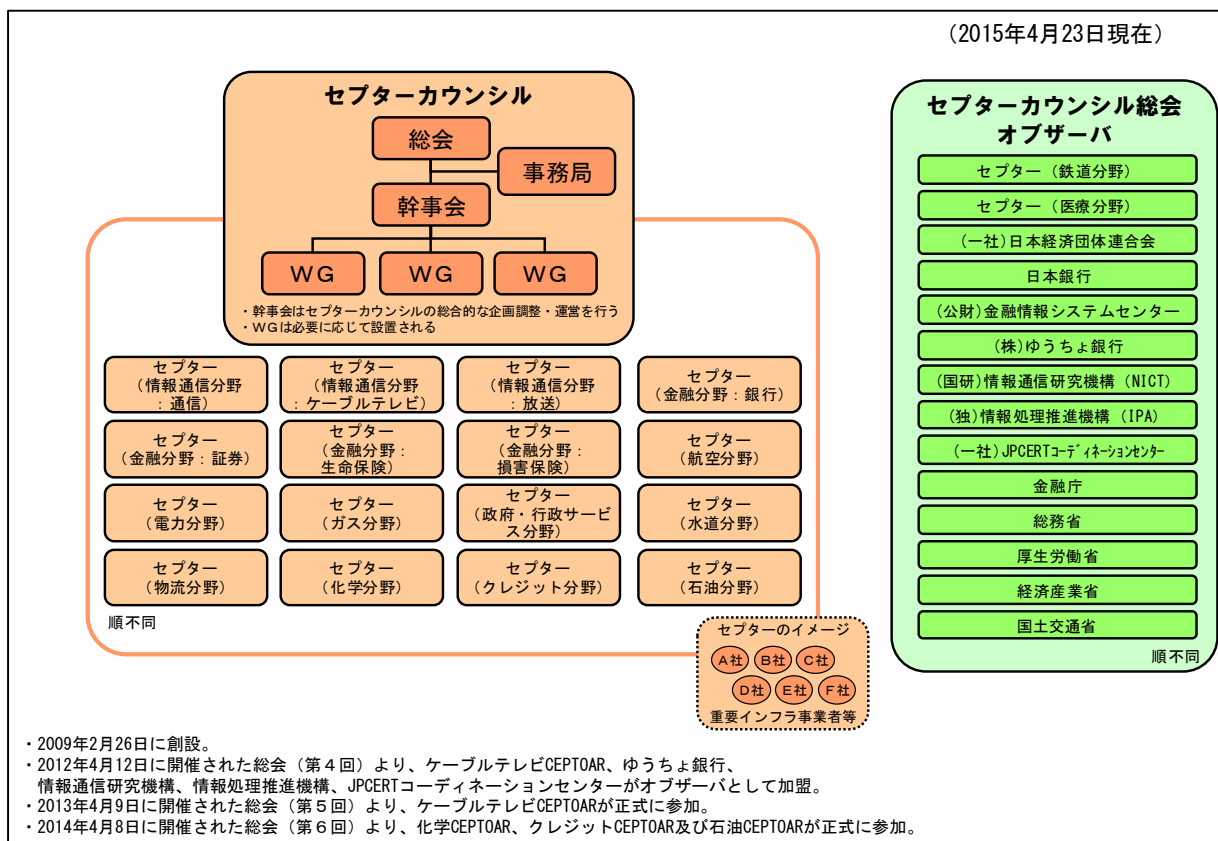 （2015年4月23日現在）
セプターカウンシル
総会
事務局
幹事会
ＷＧ
ＷＧ
ＷＧ
・幹事会はセプターカウンシルの総合的な企画調整・運営を行う
・ＷＧは必要に応じて設置される
セプター
（情報通信分野
：通信）
セプター
（情報通信分野
：ケーブルテレビ）
セプター
（情報通信分野
：放送）
セプター
（金融分野：銀行）
セプター
（金融分野：証券）
セプター
（金融分野：
生命保険）
セプター
（金融分野：
損害保険）
セプター
（航空分野）
セプター
（電力分野）
セプター
（ガス分野）
セプター
（政府・行政サービ
ス分野）
セプター
（水道分野）
セプター
（物流分野）
セプター
（化学分野）
セプター
（クレジット分野）
セプター
（石油分野）
順不同
セプターのイメージ
Ａ社
Ｂ社
Ｃ社
Ｄ社
Ｅ社
Ｆ社
重要インフラ事業者等
セプターカウンシル総会
オブザーバ
セプター（鉄道分野）
セプター（医療分野）
(一社)日本経済団体連合会
日本銀行
(公財)金融情報システムセンター
(株)ゆうちょ銀行
(国研)情報通信研究機構（NICT）
(独)情報処理推進機構（IPA）
(一社)JPCERTｺｰﾃﾞｨﾈｰｼｮﾝｾﾝﾀｰ
金融庁
総務省
厚生労働省
経済産業省
国土交通省
順不同
・2009年2月26日に創設。
・2012年4月12日に開催された総会（第４回）より、ケーブルテレビCEPTOAR、ゆうちょ銀行、
情報通信研究機構、情報処理推進機構、JPCERTコーディネーションセンターがオブザーバとして加盟。
・2013年4月9日に開催された総会（第５回）より、ケーブルテレビCEPTOARが正式に参加。
・2014年4月8日に開催された総会（第６回）より、化学CEPTOAR、クレジットCEPTOAR及び石油CEPTOARが正式に参加。